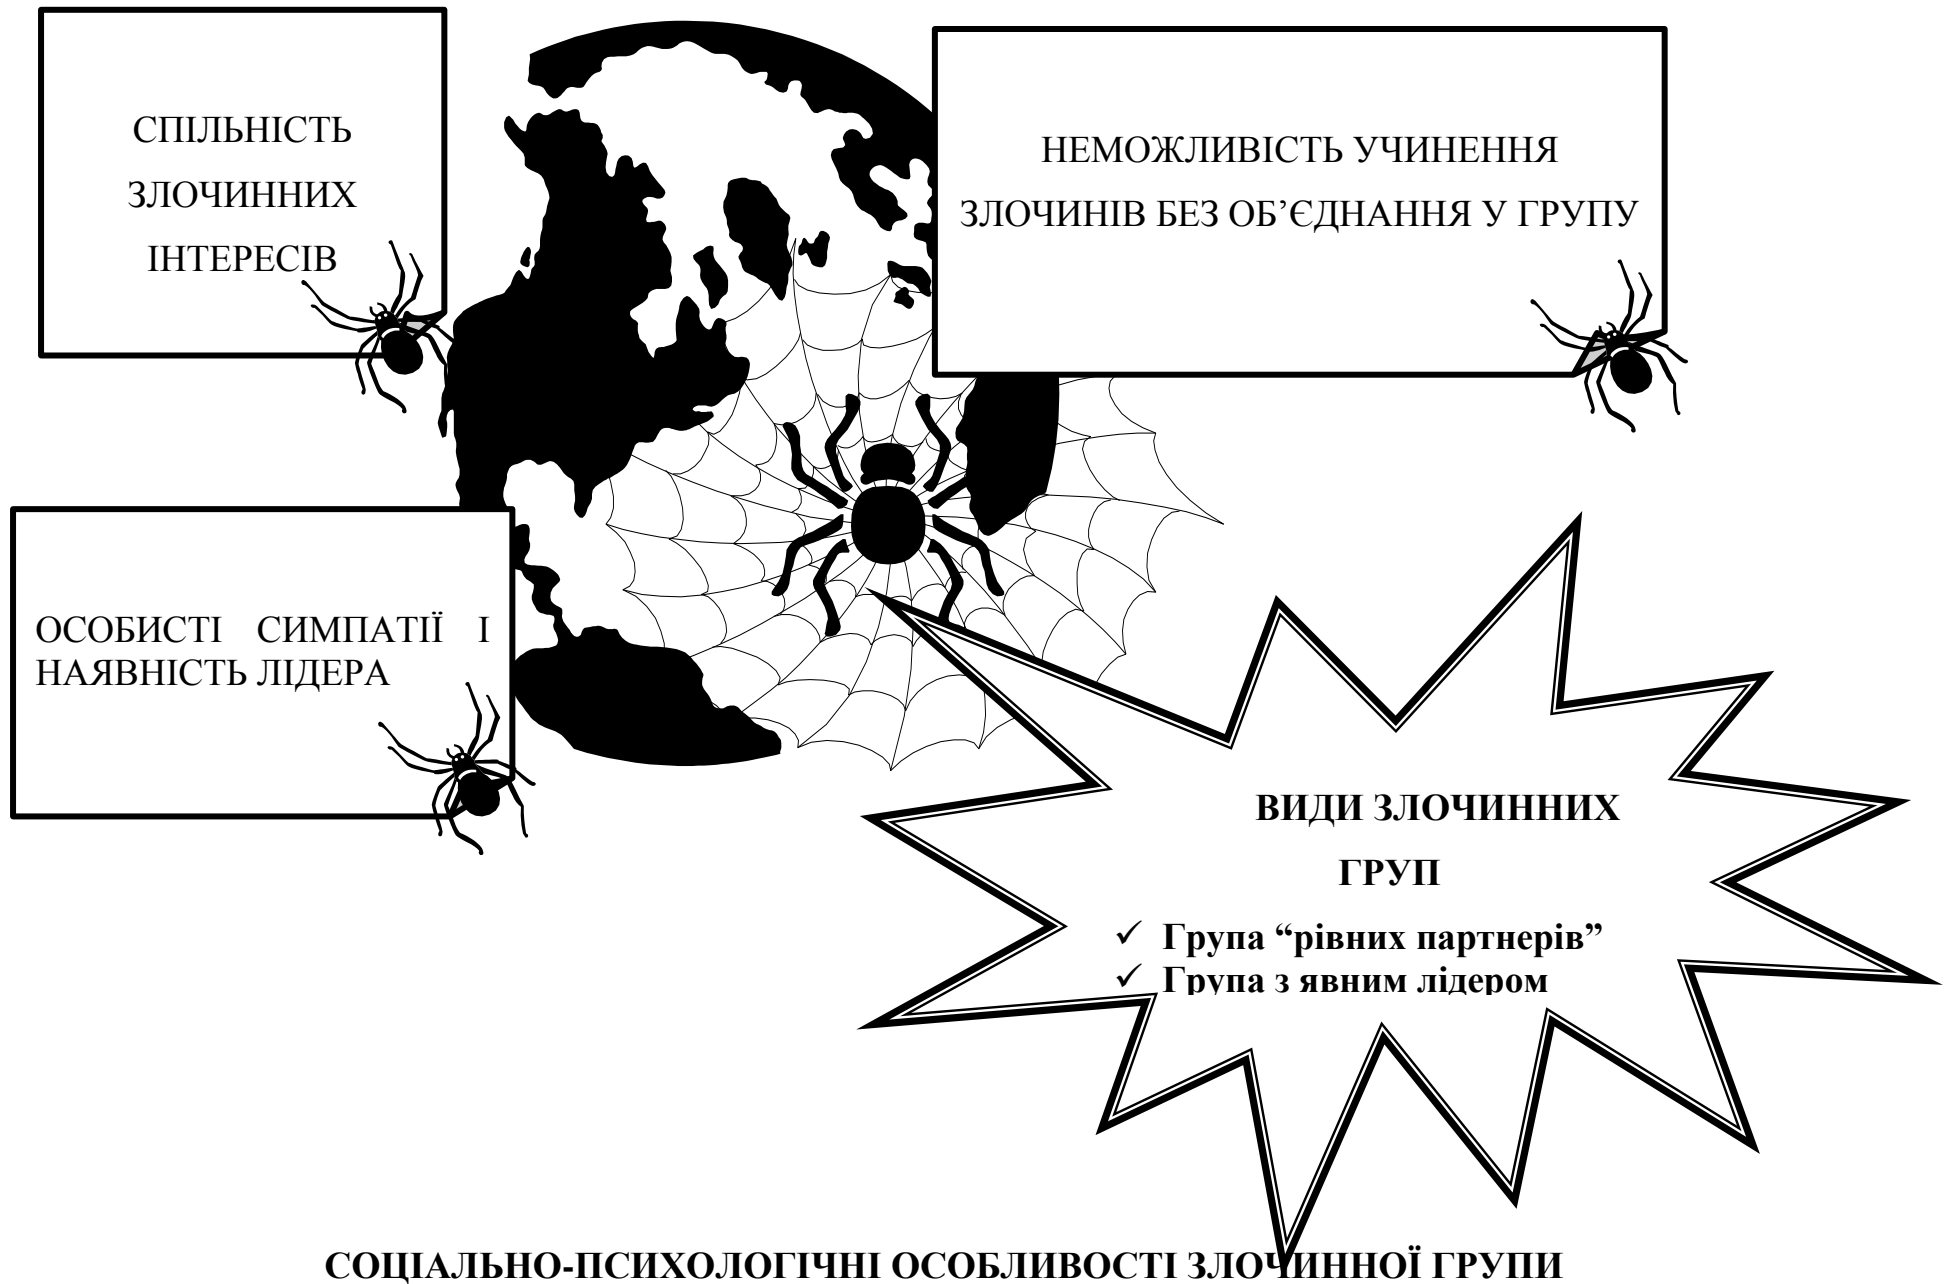 СПІЛЬНІСТЬ
ЗЛОЧИННИХ
ІНТЕРЕСІВ
НЕМОЖЛИВІСТЬ УЧИНЕННЯ
ЗЛОЧИНІВ БЕЗ ОБ’ЄДНАННЯ У ГРУПУ
ОСОБИСТІ СИМПАТІЇ І
НАЯВНІСТЬ ЛІДЕРА
ВИДИ ЗЛОЧИННИХ
ГРУП
✓ Група “рівних партнерів”
✓ Група з явним лідером
СОЦІАЛЬНО-ПСИХОЛОГІЧНІ ОСОБЛИВОСТІ ЗЛОЧИННОЇ ГРУПИ